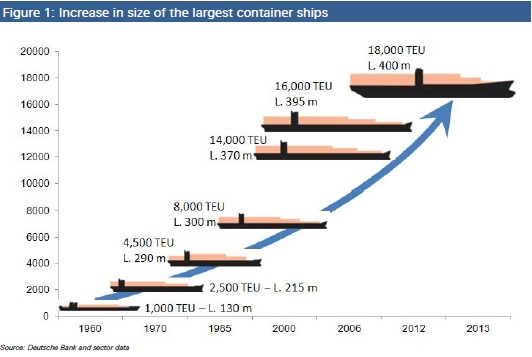 Figure 1: Increase in size of the largest container ships
20000
18000
16000
14000
12000
10000
8000
6000
4000
2000
0
18,000 TEU
L. 400 m
16,000 TEU
L. 395 m
14,000 TEU
L. 370 m
8,000 TEU
L. 300 m
4,500 TEU
L. 290 m
2,500 TEU – L. 215 m
1,000 TEU – L. 130 m
1960 1970 1985 2000 2006 2012 2013
Source: Deutsche Bank and sector data